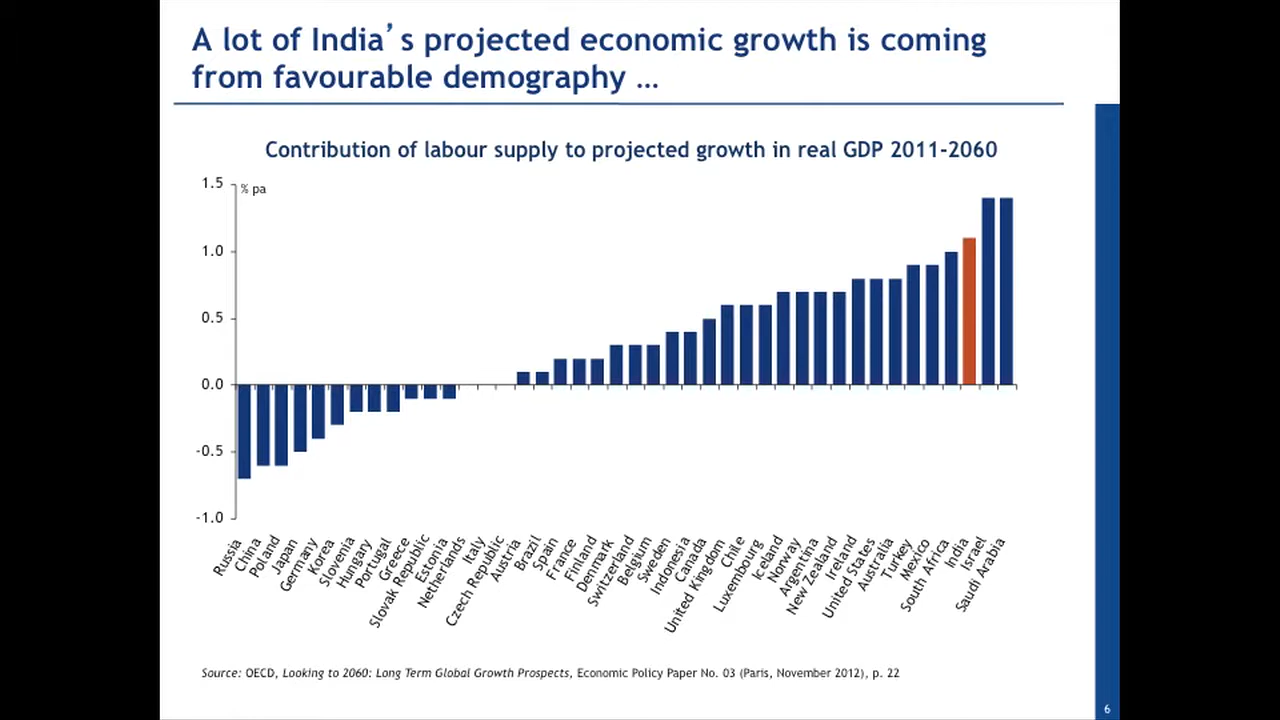 A lot of India’s projected economic growth is coming
from favourable demography …
Contribution of labour supply to projected growth in real GDP 2011-2060
% pa
1.5
1.0
0.5
0.0
-0.5
-1.0
Russia
China
Poland
Japan
Germany
Korea
Slovenia
Hungary
Portugal
Greece
Slovak Republic
Estonia
Netherlands
Italy
Czech Republic
Austria
Brazil
Spain
France
Finland
Denmark
Switzerland
Belgium
Sweden
Indonesia
Canada
United Kingdom
Chile
Luxembourg
Iceland
Norway
Argentina
New Zealand
Ireland
United States
Australia
Turkey
Mexico
South Africa
India
Israel
Saudi Arabia
Source: OECD, Looking to 2060: Long Term Global Growth Prospects, Economic Policy Paper No. 03 (Paris, November 2012), p. 22
6